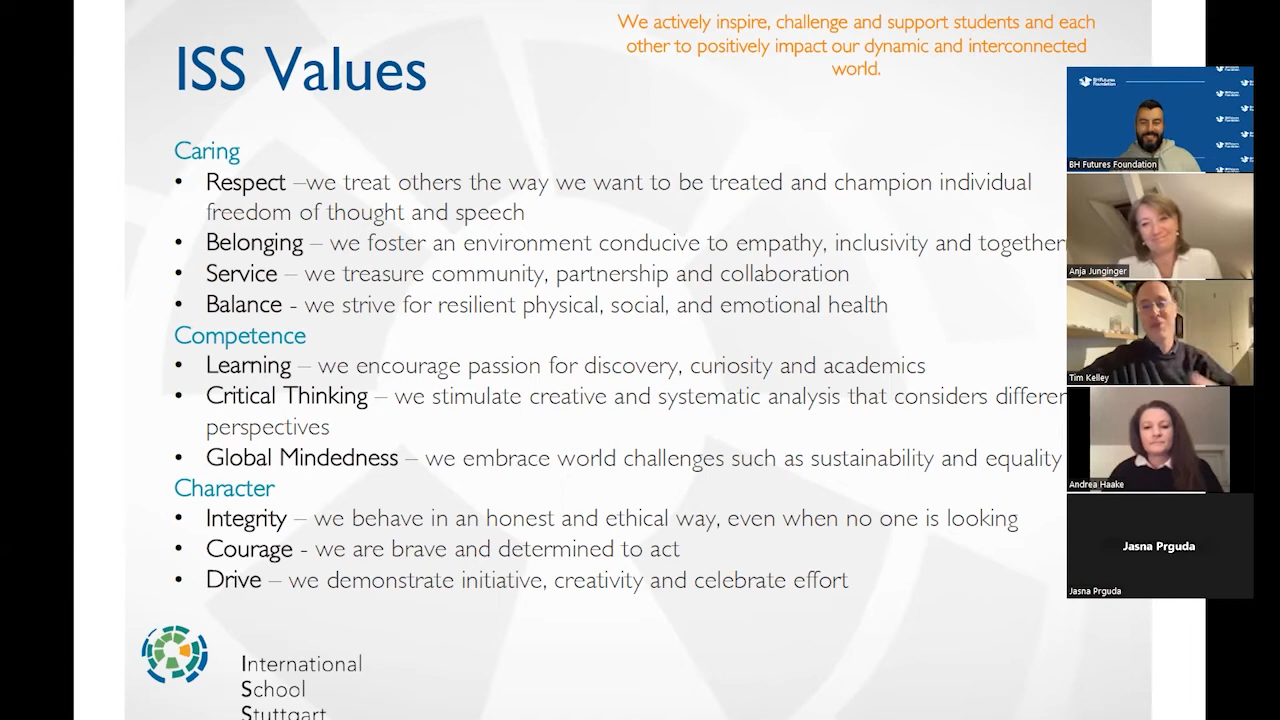 We actively inspire, challenge and support students and each
other to positively impact our dynamic and interconnected
world.
ISS Values
Caring
• Respect –we treat others the way we want to be treated and champion individual
freedom of thought and speech
• Belonging – we foster an environment conducive to empathy, inclusivity and together
• Service – we treasure community, partnership and collaboration
• Balance - we strive for resilient physical, social, and emotional health
Competence
• Learning – we encourage passion for discovery, curiosity and academics
• Critical Thinking – we stimulate creative and systematic analysis that considers differen
perspectives
• Global Mindedness – we embrace world challenges such as sustainability and equality
Character
• Integrity – we behave in an honest and ethical way, even when no one is looking
• Courage - we are brave and determined to act
• Drive – we demonstrate initiative, creativity and celebrate effort
International
School
Stuttgart
BH Futures
Foundation
BH Futures Foundation
Anja Junginger
Tim Kelley
Andrea Haake
Jasna Prguda
Jasna Prguda